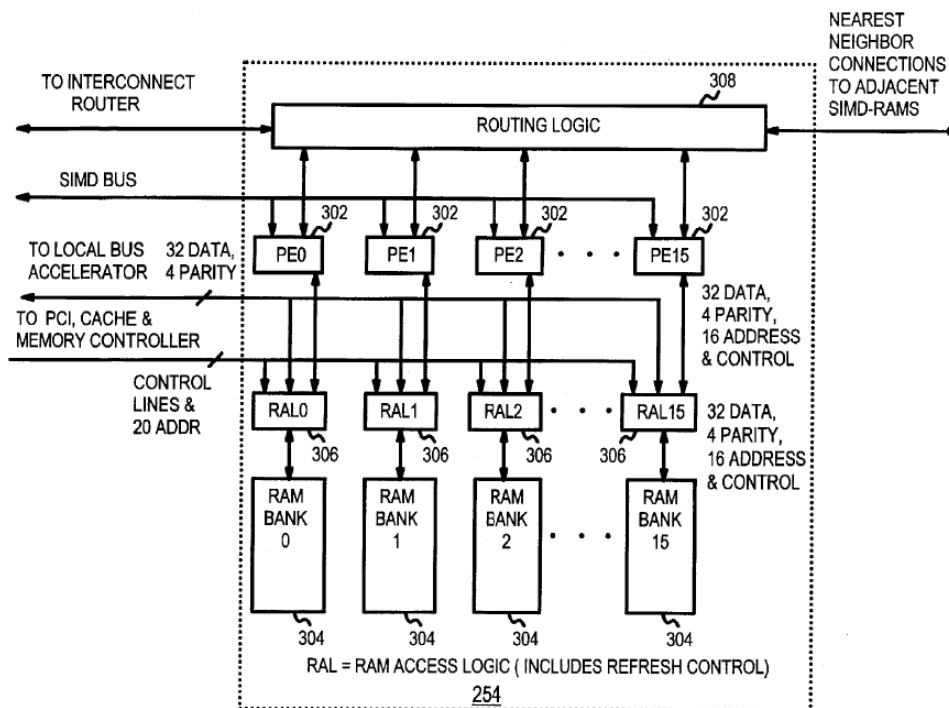 NEAREST
NEIGHBOR
CONNECTIONS
TO ADJACENT
SIMD-RAMS
TO INTERCONNECT
ROUTER
308
ROUTING LOGIC
SIMD BUS
302
302
302
302
PE0
PE1
PE2
• • •
PE15
TO LOCAL BUS
ACCELERATOR
32 DATA,
4 PARITY
32 DATA,
4 PARITY,
16 ADDRESS
& CONTROL
TO PCI, CACHE &
MEMORY CONTROLLER
CONTROL
LINES &
20 ADDR
RAL0
RAL1
RAL2
• • •
RAL15
306
306
306
306
32 DATA,
4 PARITY,
16 ADDRESS
& CONTROL
RAM
BANK
0
RAM
BANK
1
RAM
BANK
2
• • •
RAM
BANK
15
304
304
304
304
RAL = RAM ACCESS LOGIC ( INCLUDES REFRESH CONTROL)
254